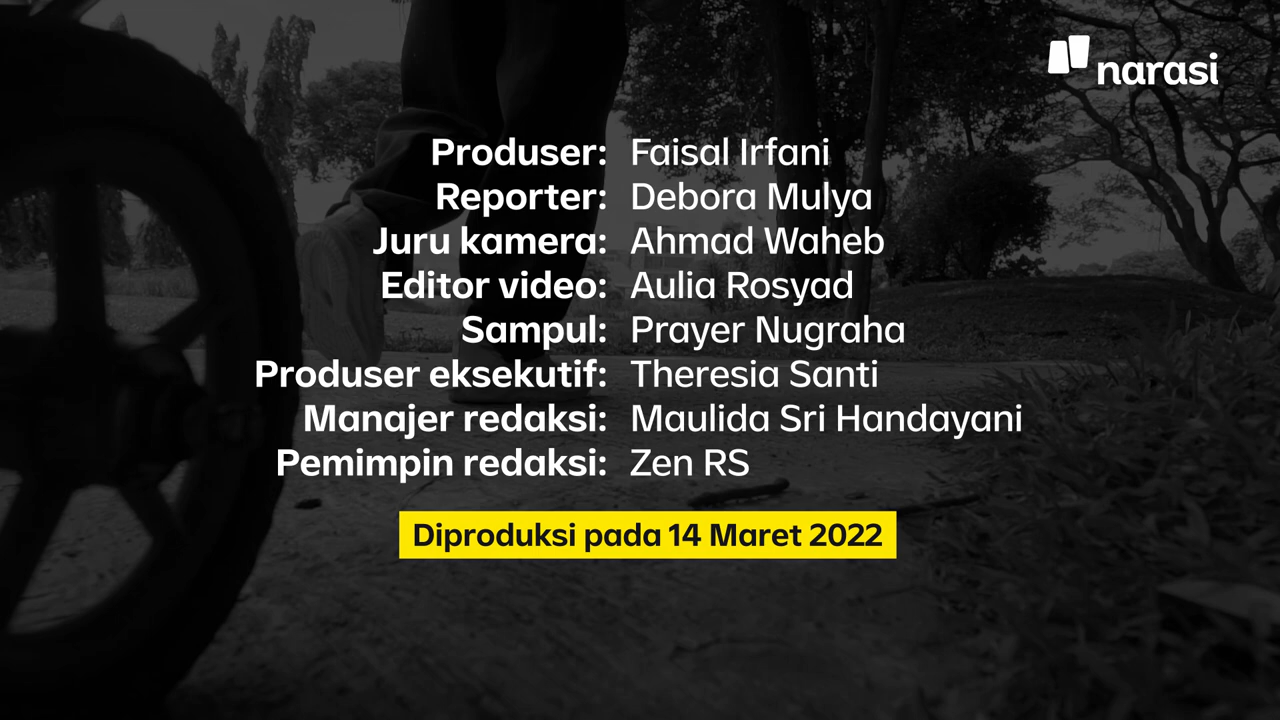 narasi
Produser: Faisal Irfani
Reporter: Debora Mulya
Juru kamera: Ahmad Waheb
Editor video: Aulia Rosyad
Sampul: Prayer Nugraha
Produser eksekutif: Theresia Santi
Manajer redaksi: Maulida Sri Handayani
Pemimpin redaksi: Zen RS
Diproduksi pada 14 Maret 2022